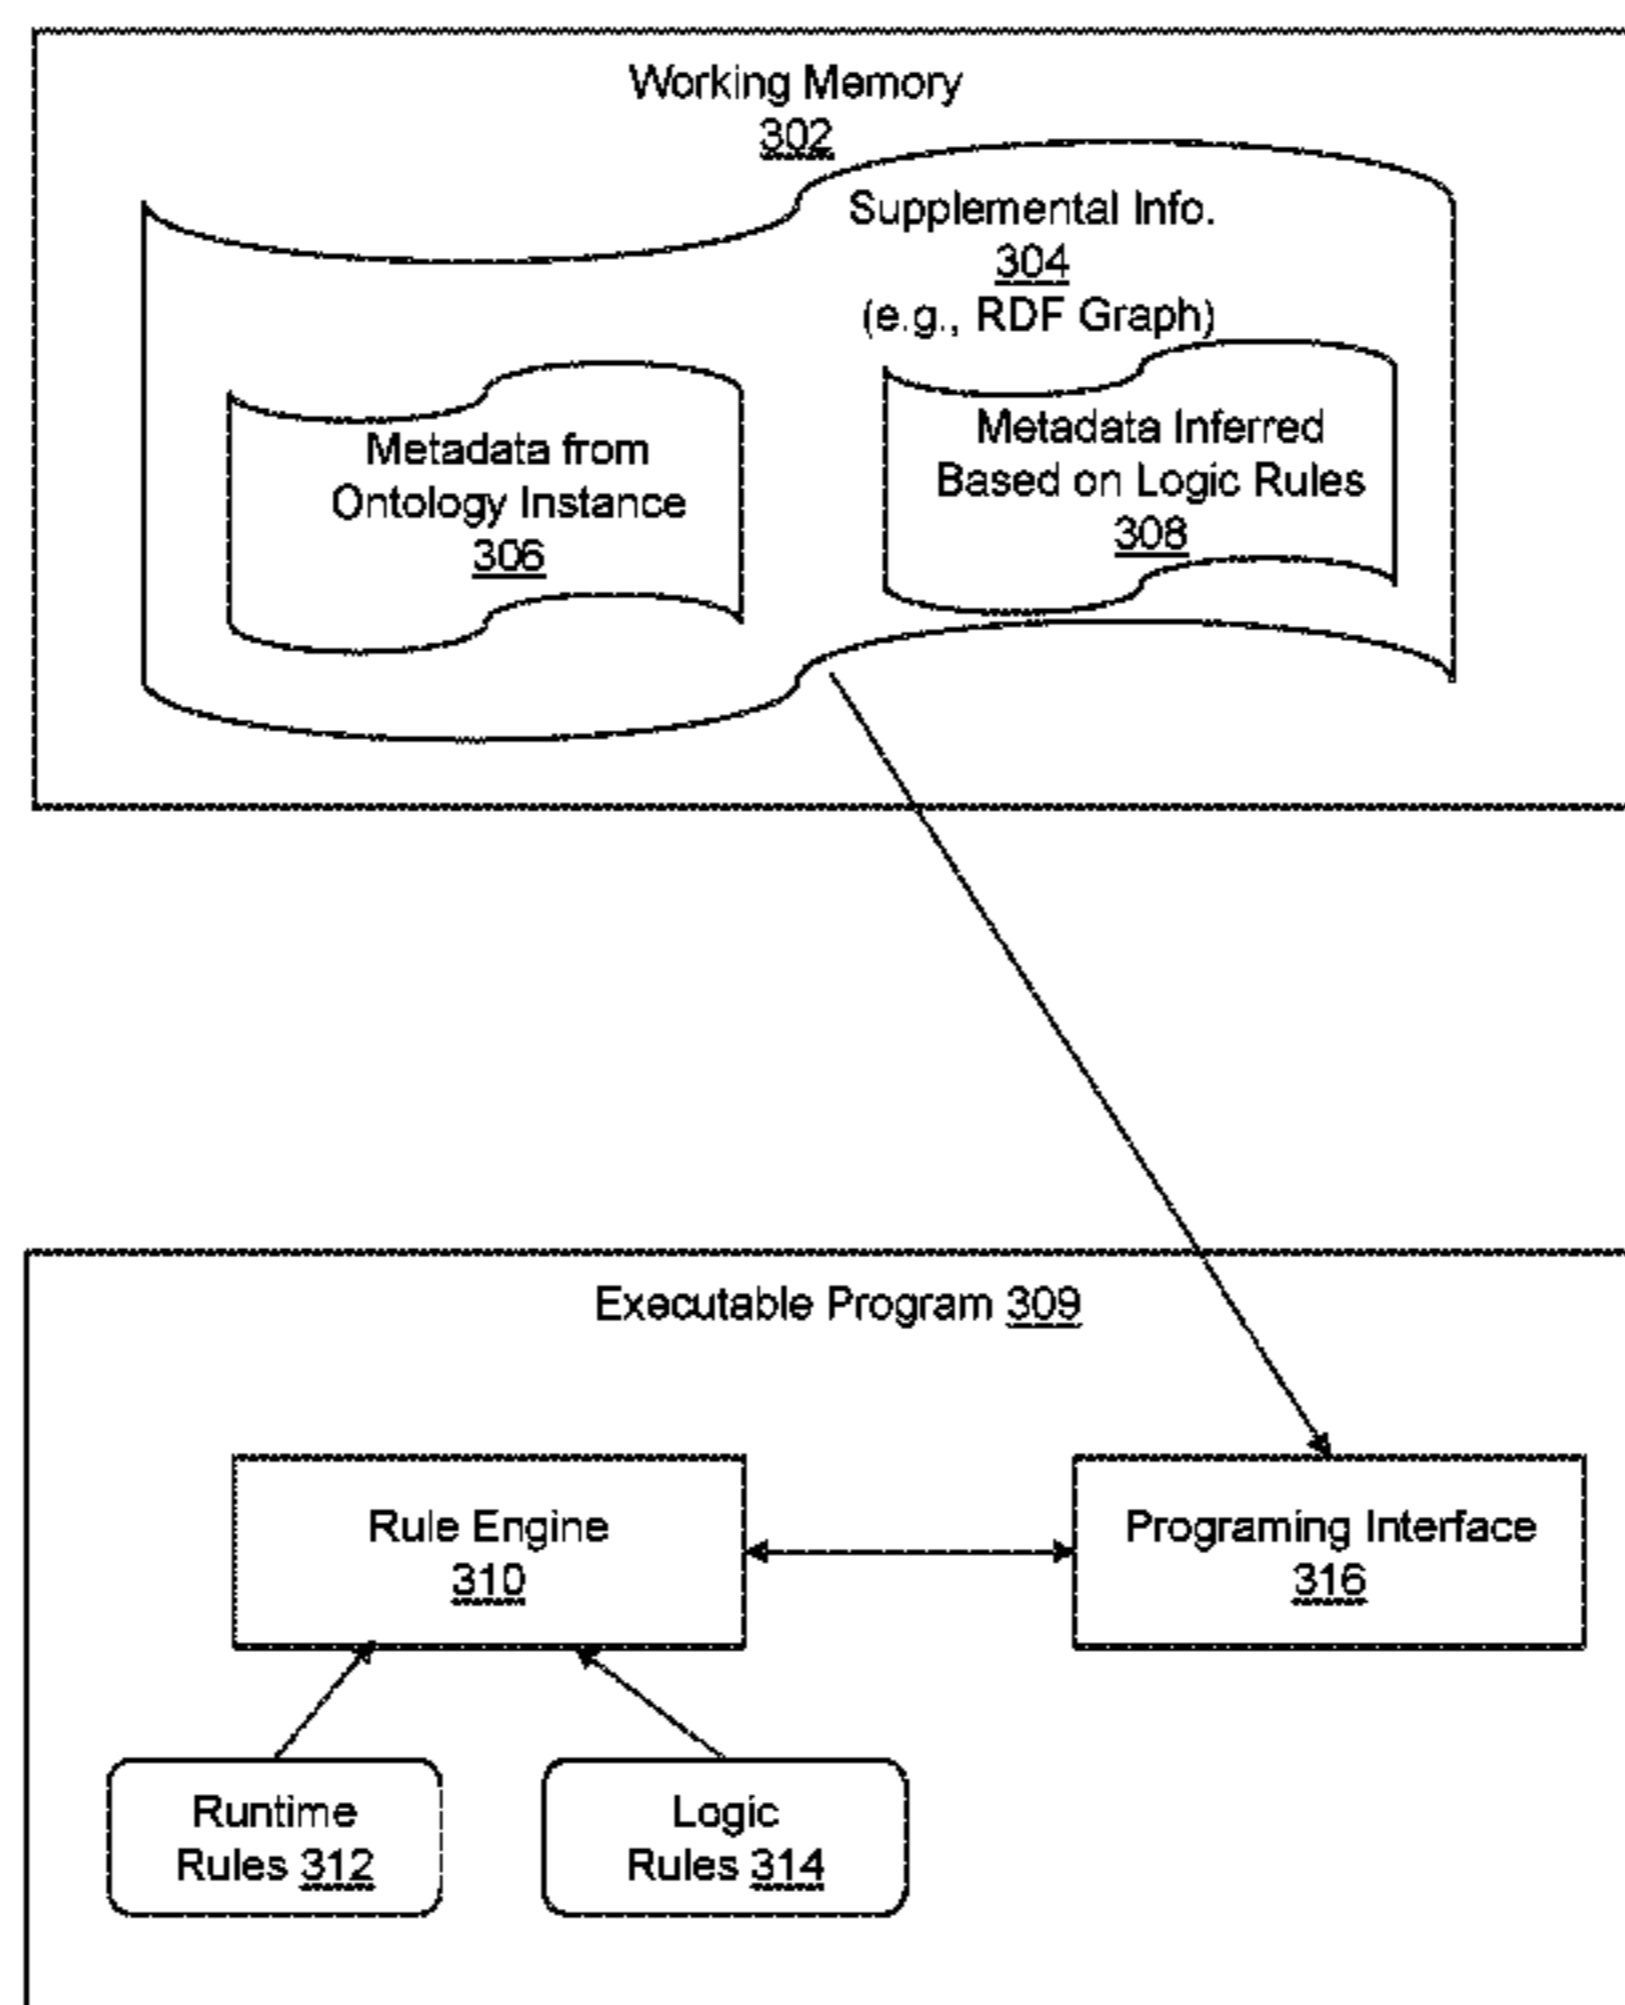 Working Memory
302
Supplemental Info.
304
(e.g., RDF Graph)
Metadata from
Ontology Instance
306
Metadata Inferred
Based on Logic Rules
308
Executable Program 309
Rule Engine
310
Programing Interface
316
Runtime
Rules 312
Logic
Rules 314